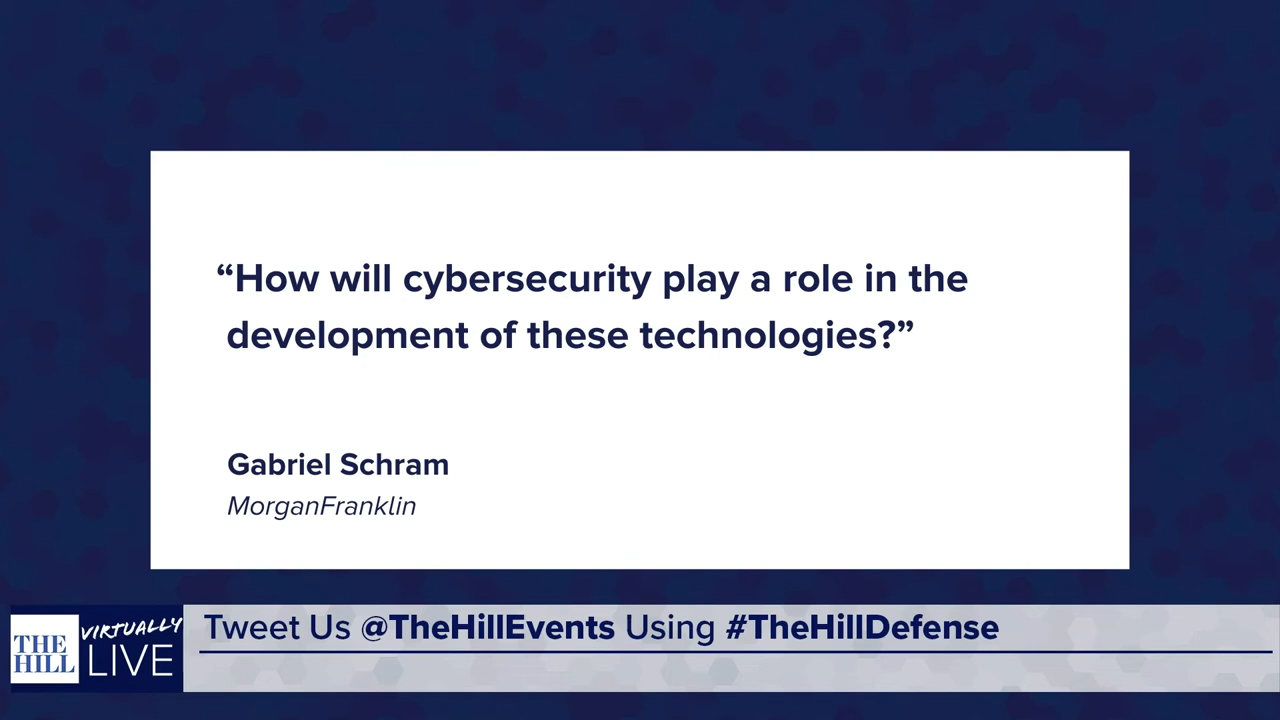 “How will cybersecurity play a role in the
development of these technologies?”
Gabriel Schram
MorganFranklin
THE
HILL
VIRTUALLY
LIVE
Tweet Us @TheHillEvents Using #TheHillDefense